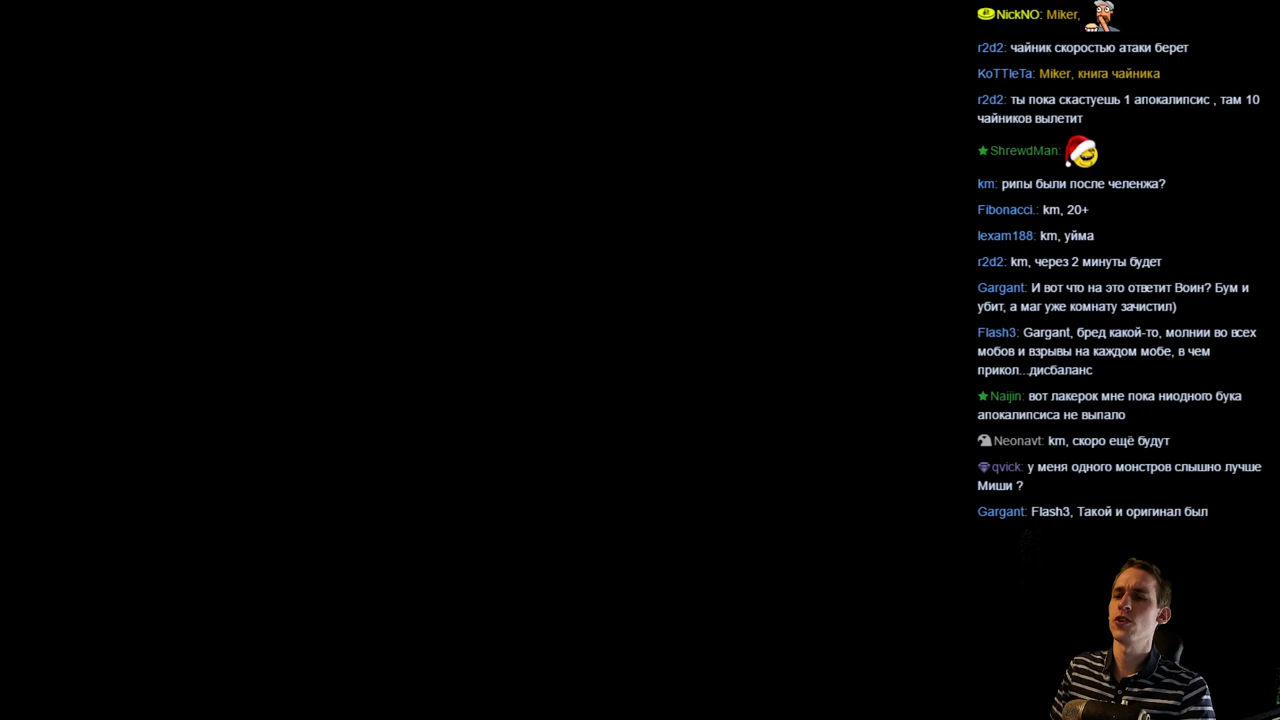 NickNO: Miker,
r2d2: чайник скоростью атаки берет
KoTTleTa: Miker, книга чайника
r2d2: ты пока скастуешь 1 апокалипсис , там 10
чайников вылетит
ShrewdMan:
km: рипы были после челенжа?
Fibonacci.: km, 20+
lexam188: km, уйма
r2d2: km, через 2 минуты будет
Gargant: И вот что на это ответит Воин? Бум и
убит, а маг уже комнату зачистил)
Flash3: Gargant, бред какой-то, молнии во всех
мобов и взрывы на каждом мобе, в чем
прикол...дисбаланс
Naijin: вот лакерок мне пока ниодного бука
апокалипсиса не выпало
Neonavt: km, скоро ещё будут
qvick: у меня одного монстров слышно лучше
Миши ?
Gargant: Flash3, Такой и оригинал был